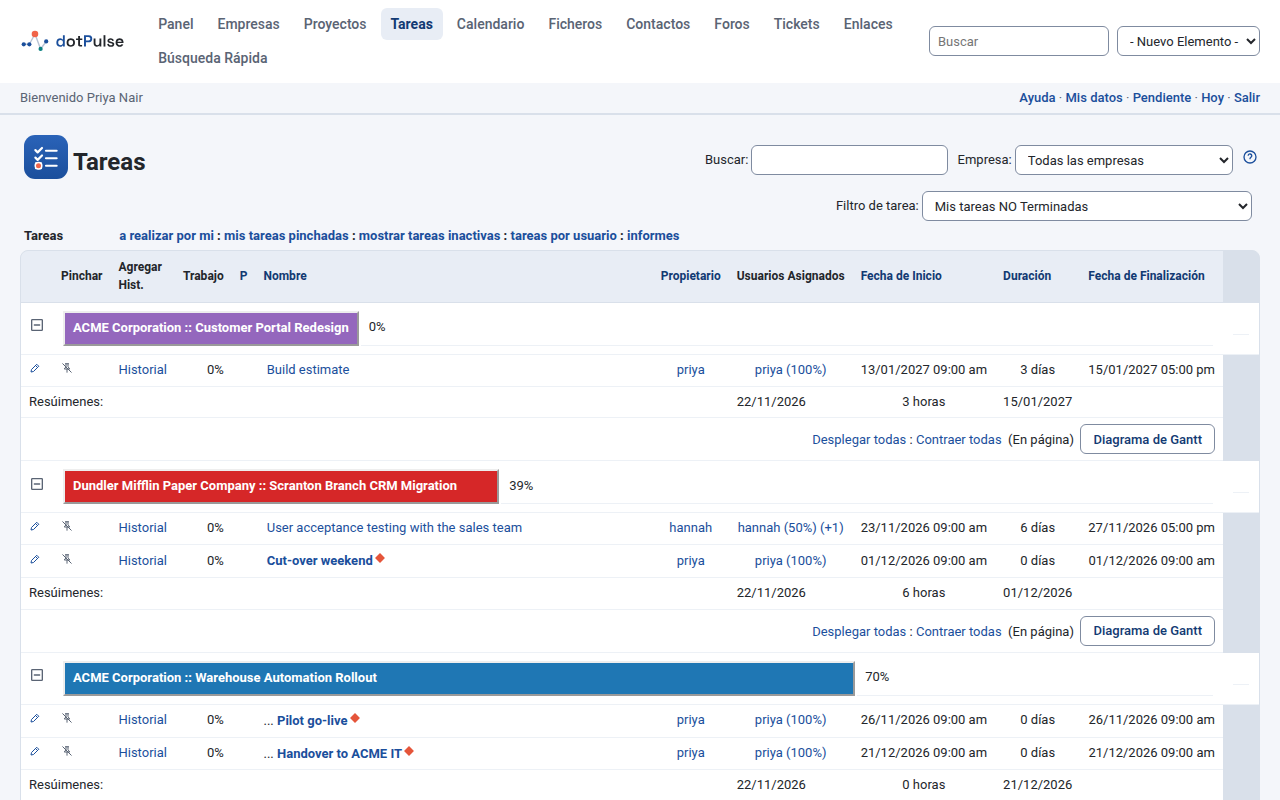 dotPulse
Panel Empresas Proyectos Tareas Calendario Ficheros Contactos Foros Tickets Enlaces
Búsqueda Rápida
Buscar - Nuevo Elemento -
Bienvenido Priya Nair
Ayuda · Mis datos · Pendiente · Hoy · Salir
Tareas
Buscar: Empresa: Todas las empresas
Filtro de tarea: Mis tareas NO Terminadas
Tareas a realizar por mi : mis tareas pinchadas : mostrar tareas inactivas : tareas por usuario : informes
Pinchar Agregar Hist. Trabajo P Nombre Propietario Usuarios Asignados Fecha de Inicio Duración Fecha de Finalización
ACME Corporation :: Customer Portal Redesign 0%
Historial 0% Build estimate priya priya (100%) 13/01/2027 09:00 am 3 días 15/01/2027 05:00 pm
Resúimenes: 22/11/2026 3 horas 15/01/2027
Desplegar todas : Contraer todas (En página) Diagrama de Gantt
Dundler Mifflin Paper Company :: Scranton Branch CRM Migration 39%
Historial 0% User acceptance testing with the sales team hannah hannah (50%) (+1) 23/11/2026 09:00 am 6 días 27/11/2026 05:00 pm
Historial 0% Cut-over weekend priya priya (100%) 01/12/2026 09:00 am 0 días 01/12/2026 09:00 am
Resúimenes: 22/11/2026 6 horas 01/12/2026
Desplegar todas : Contraer todas (En página) Diagrama de Gantt
ACME Corporation :: Warehouse Automation Rollout 70%
Historial 0% ... Pilot go-live priya priya (100%) 26/11/2026 09:00 am 0 días 26/11/2026 09:00 am
Historial 0% ... Handover to ACME IT priya priya (100%) 21/12/2026 09:00 am 0 días 21/12/2026 09:00 am
Resúimenes: 22/11/2026 0 horas 21/12/2026